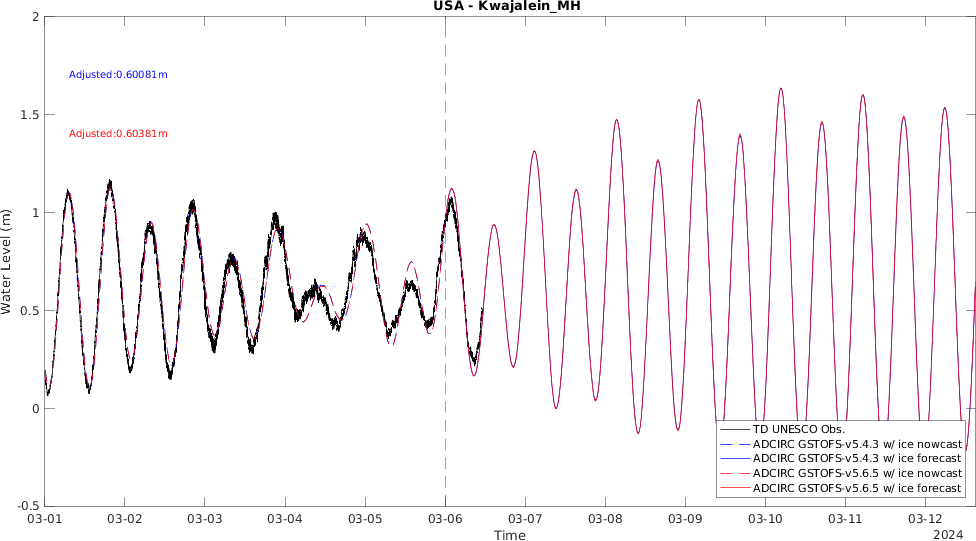 USA - Kwajalein_MH
2
1.5
1
0.5
0
-0.5
Water Level (m)
Adjusted:0.60081m
Adjusted:0.60381m
TD UNESCO Obs.
ADCIRC GSTOFS-v5.4.3 w/ ice nowcast
ADCIRC GSTOFS-v5.4.3 w/ ice forecast
ADCIRC GSTOFS-v5.6.5 w/ ice nowcast
ADCIRC GSTOFS-v5.6.5 w/ ice forecast
03-01 03-02 03-03 03-04 03-05 03-06 03-07 03-08 03-09 03-10 03-11 03-12
Time
2024